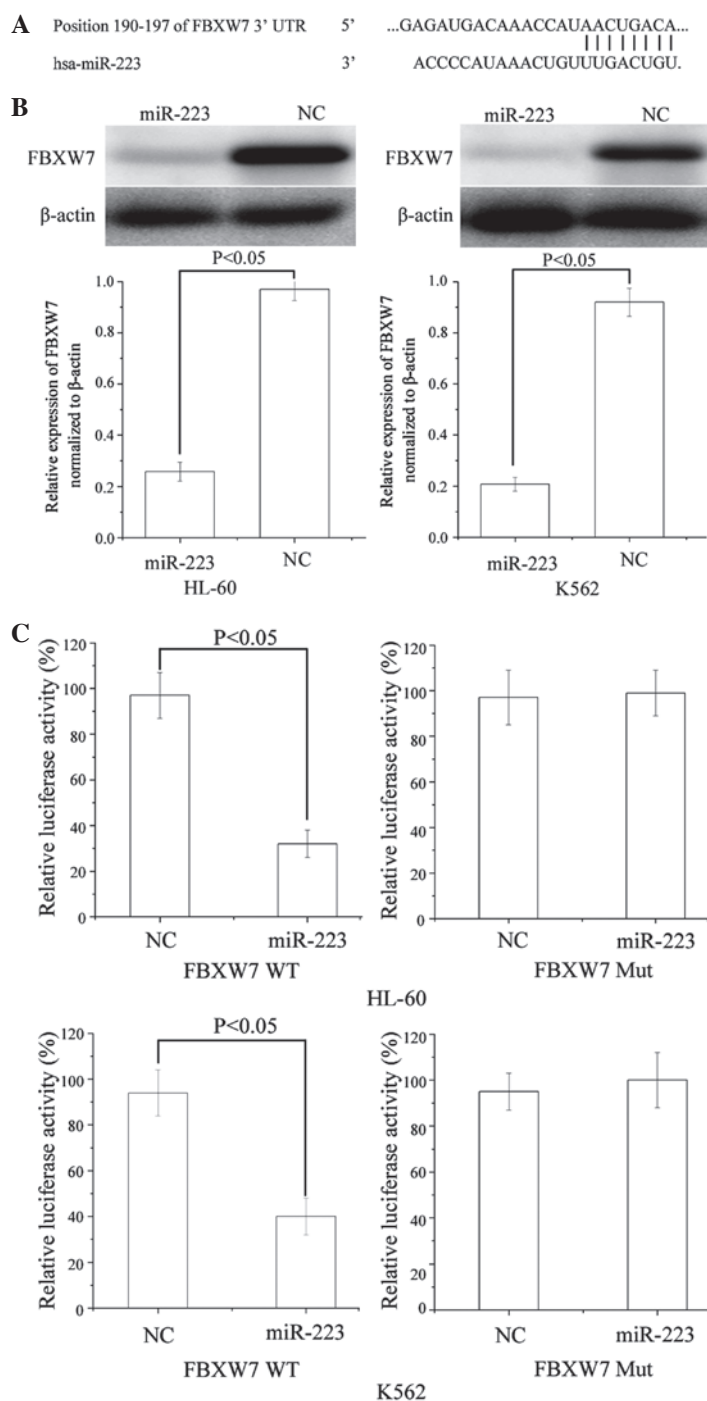 A Position 190-197 of FBXW7 3' UTR 5' ...GAGAUGACAAACCAUAACUGACA...
hsa-miR-223 3' ACCCCAUAAACUGUUUGACUGU.
B
miR-223 NC miR-223 NC
FBXW7 FBXW7
β-actin β-actin
P<0.05 P<0.05
Relative expression of FBXW7
normalized to β-actin
1.0
0.8
0.6
0.4
0.2
0.0
miR-223 NC
HL-60
Relative expression of FBXW7
normalized to β-actin
1.0
0.8
0.6
0.4
0.2
0.0
miR-223 NC
K562
C
Relative luciferase activity (%)
120
100
80
60
40
20
0
P<0.05
NC miR-223
FBXW7 WT
Relative luciferase activity (%)
120
100
80
60
40
20
0
NC miR-223
FBXW7 Mut
HL-60
Relative luciferase activity (%)
120
100
80
60
40
20
0
P<0.05
NC miR-223
FBXW7 WT
Relative luciferase activity (%)
120
100
80
60
40
20
0
NC miR-223
FBXW7 Mut
K562